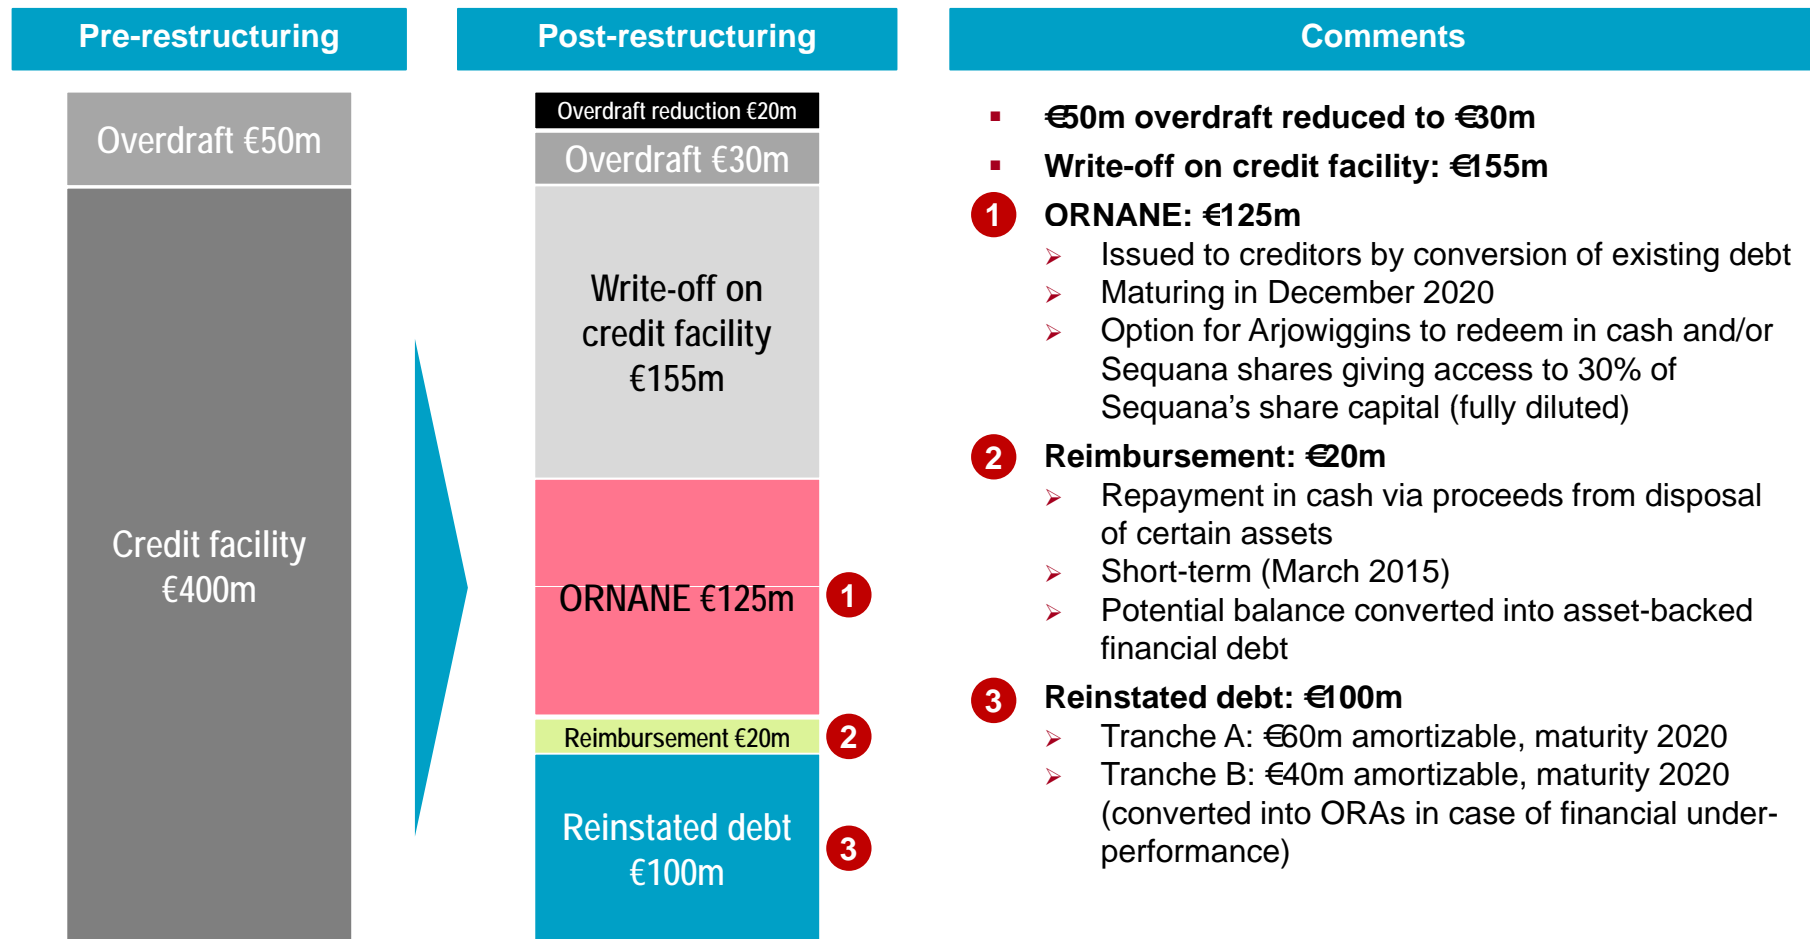 Pre-restructuring
Post-restructuring
Comments
Overdraft €50m
Credit facility
€400m
Overdraft reduction €20m
Overdraft €30m
Write-off on
credit facility
€155m
ORNANE €125m
1
Reimbursement €20m
2
Reinstated debt
€100m
3
▪ €50m overdraft reduced to €30m
▪ Write-off on credit facility: €155m
1 ORNANE: €125m
➢ Issued to creditors by conversion of existing debt
➢ Maturing in December 2020
➢ Option for Arjowiggins to redeem in cash and/or
Sequana shares giving access to 30% of
Sequana’s share capital (fully diluted)
2 Reimbursement: €20m
➢ Repayment in cash via proceeds from disposal
of certain assets
➢ Short-term (March 2015)
➢ Potential balance converted into asset-backed
financial debt
3 Reinstated debt: €100m
➢ Tranche A: €60m amortizable, maturity 2020
➢ Tranche B: €40m amortizable, maturity 2020
(converted into ORAs in case of financial under-
performance)